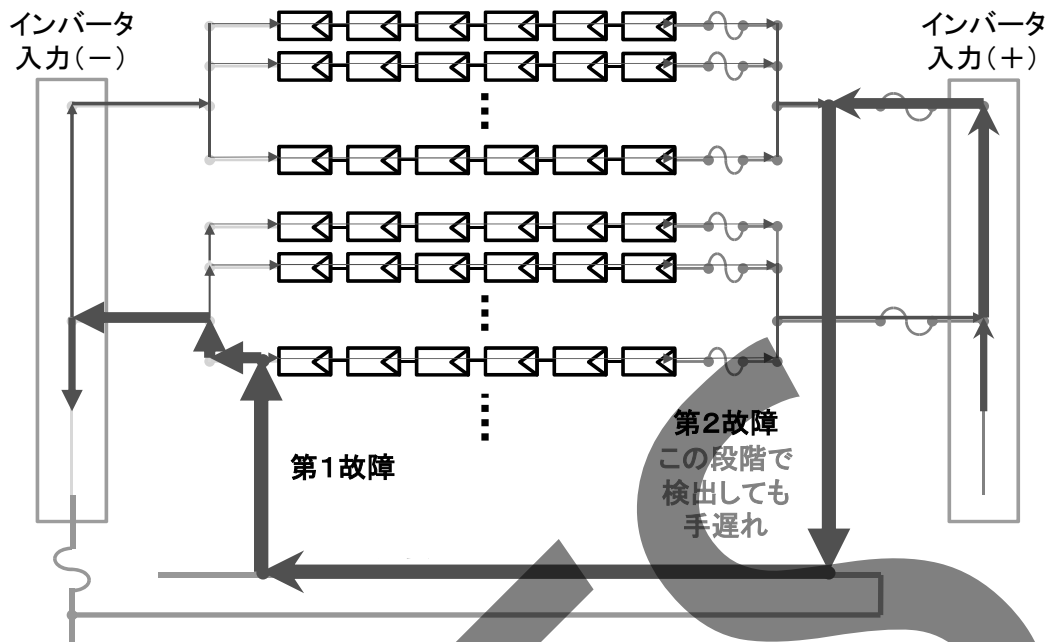 インバータ
入力(－)
インバータ
入力(＋)
第1故障
第2故障
この段階で
検出しても
手遅れ